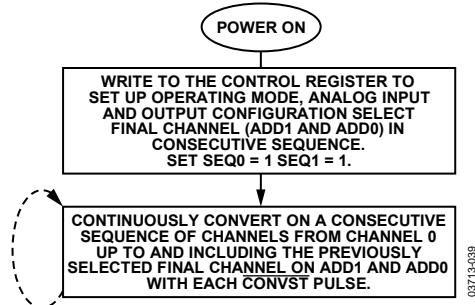 POWER ON
WRITE TO THE CONTROL REGISTER TO
SET UP OPERATING MODE, ANALOG INPUT
AND OUTPUT CONFIGURATION SELECT
FINAL CHANNEL (ADD1 AND ADD0) IN
CONSECUTIVE SEQUENCE.
SET SEQ0 = 1 SEQ1 = 1.
CONTINUOUSLY CONVERT ON A CONSECUTIVE
SEQUENCE OF CHANNELS FROM CHANNEL 0
UP TO AND INCLUDING THE PREVIOUSLY
SELECTED FINAL CHANNEL ON ADD1 AND ADD0
WITH EACH CONVST PULSE.
03713-039